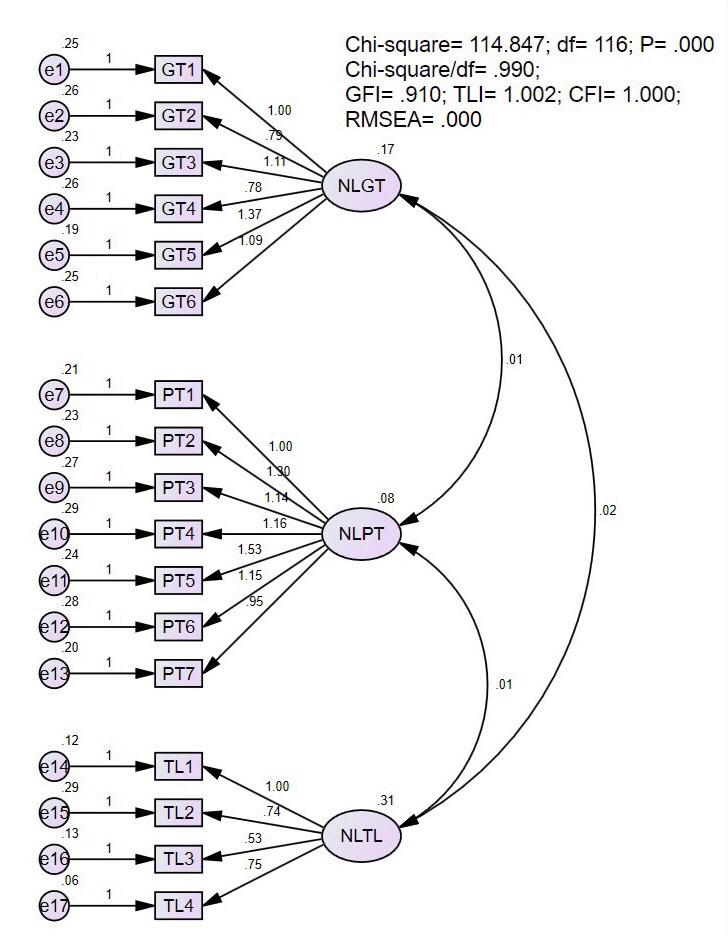 Chi-square= 114.847; df= 116; P= .000
Chi-square/df= .990;
GFI= .910; TLI= 1.002; CFI= 1.000;
RMSEA= .000
.25
e1 1 GT1
.26
e2 1 GT2
.23
e3 1 GT3
.26
e4 1 GT4
.19
e5 1 GT5
.25
e6 1 GT6
1.00
.79
1.11
.78
1.37
1.09
.17
NLGT
.21
e7 1 PT1
.23
e8 1 PT2
.27
e9 1 PT3
.29
e10 1 PT4
.24
e11 1 PT5
.28
e12 1 PT6
.20
e13 1 PT7
1.00
1.30
1.14
1.16
1.53
1.15
.95
.08
NLPT
.12
e14 1 TL1
.29
e15 1 TL2
.13
e16 1 TL3
.06
e17 1 TL4
1.00
.74
.53
.75
.31
NLTL
.01
.02
.01